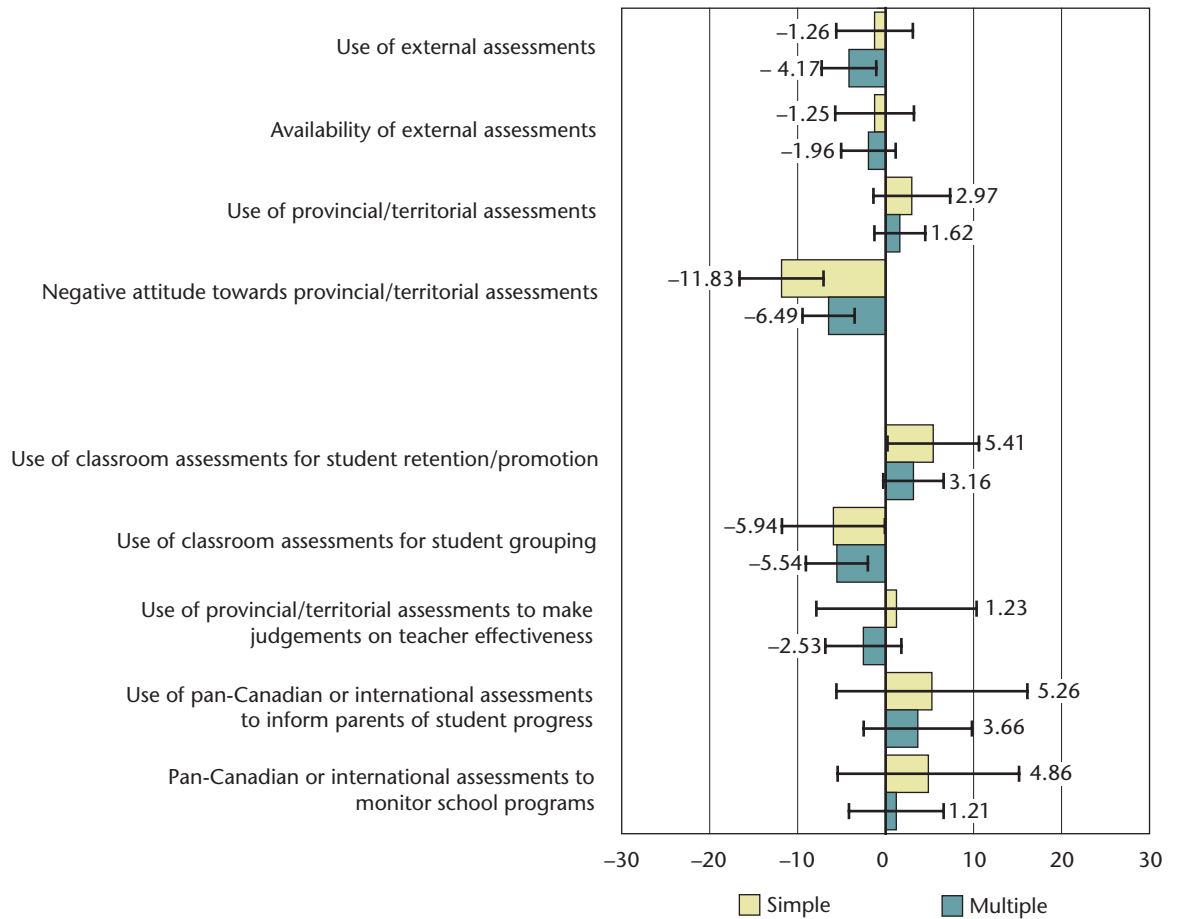 Use of external assessments
–1.26
– 4.17
Availability of external assessments
–1.25
–1.96
Use of provincial/territorial assessments
2.97
1.62
Negative attitude towards provincial/territorial assessments
–11.83
–6.49
Use of classroom assessments for student retention/promotion
5.41
3.16
Use of classroom assessments for student grouping
–5.94
–5.54
Use of provincial/territorial assessments to make
judgements on teacher effectiveness
1.23
–2.53
Use of pan-Canadian or international assessments
to inform parents of student progress
5.26
3.66
Pan-Canadian or international assessments to
monitor school programs
4.86
1.21
–30 –20 –10 0 10 20 30
Simple Multiple